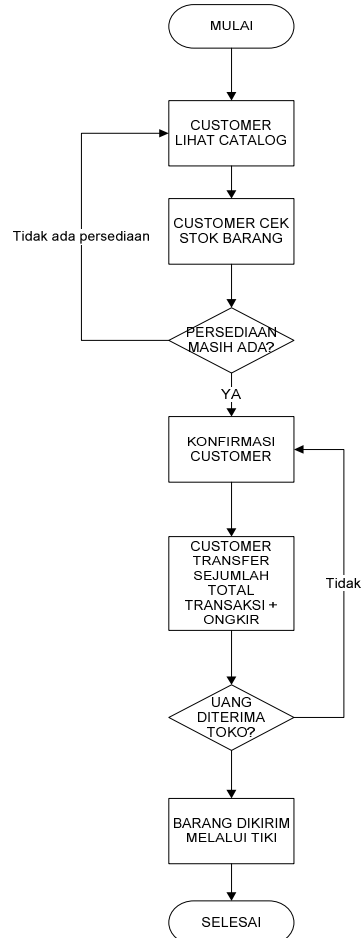 MULAI
CUSTOMER
LIHAT CATALOG
Tidak ada persediaan
CUSTOMER CEK
STOK BARANG
PERSEDIAAN
MASIH ADA?
YA
KONFIRMASI
CUSTOMER
CUSTOMER
TRANSFER
SEJUMLAH
TOTAL
TRANSAKSI +
ONGKIR
Tidak
UANG
DITERIMA
TOKO?
BARANG DIKIRIM
MELALUI TIKI
SELESAI